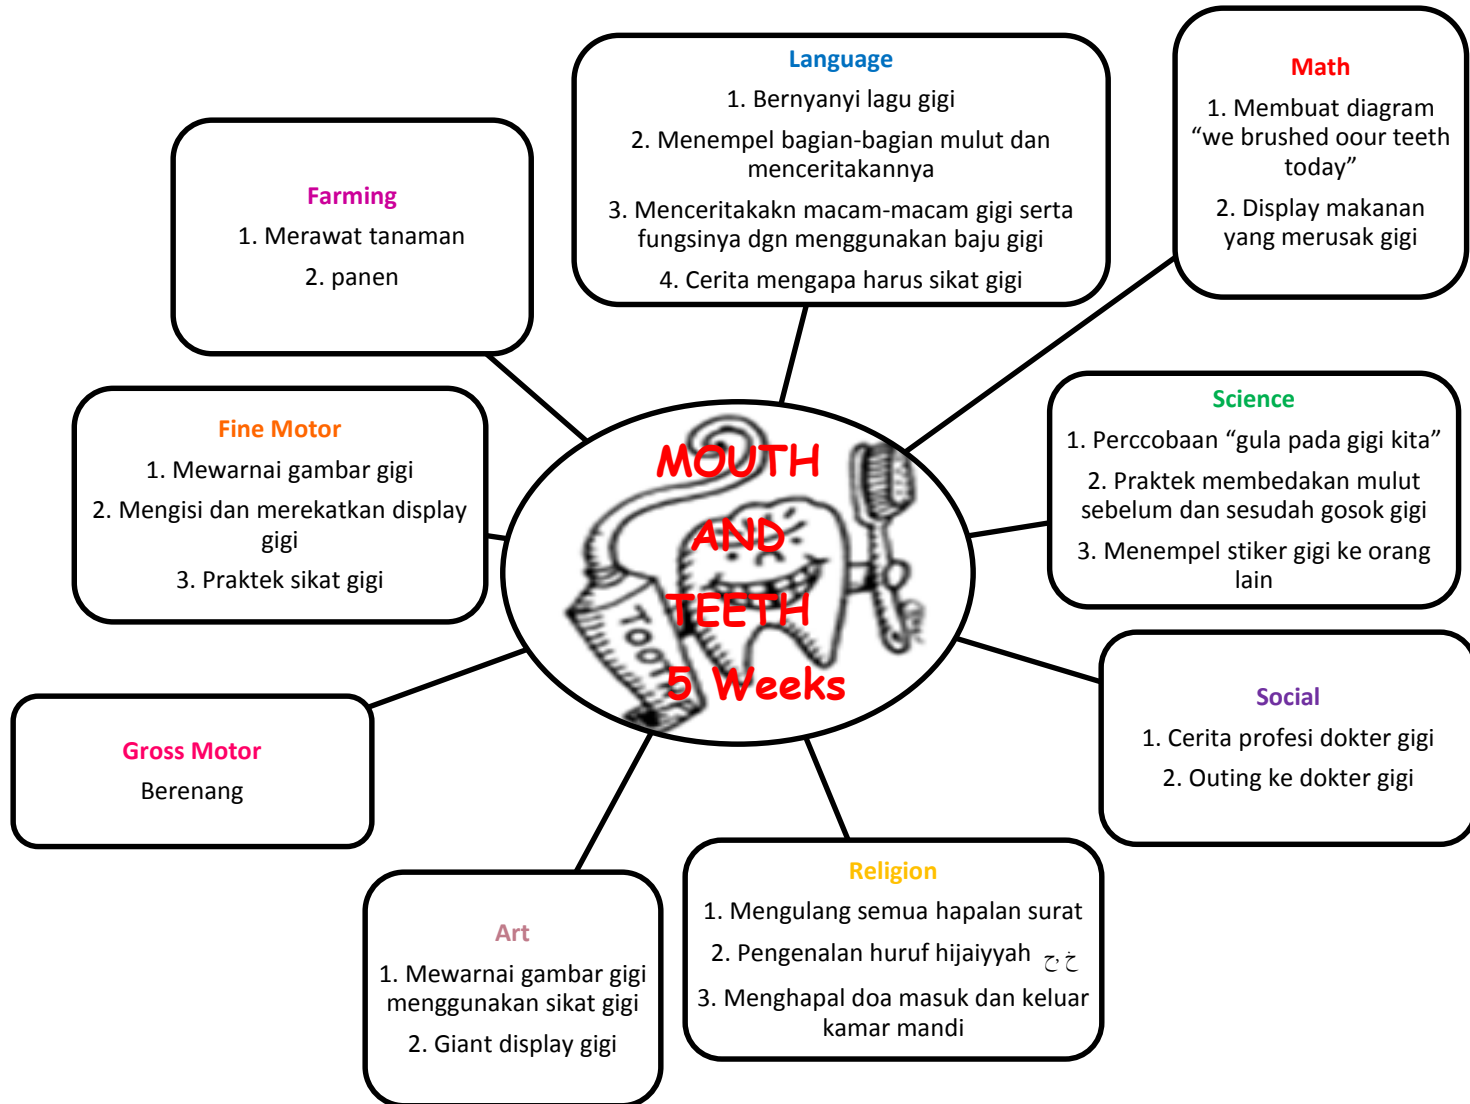 Language
1. Bernyanyi lagu gigi
2. Menempel bagian-bagian mulut dan
menceritakannya
3. Menceritakakn macam-macam gigi serta
fungsinya dgn menggunakan baju gigi
4. Cerita mengapa harus sikat gigi
Math
1. Membuat diagram
“we brushed oour teeth
today”
2. Display makanan
yang merusak gigi
Farming
1. Merawat tanaman
2. panen
Fine Motor
1. Mewarnai gambar gigi
2. Mengisi dan merekatkan display
gigi
3. Praktek sikat gigi
MOUTH
AND
TEETH
5 Weeks
TOOTH
Science
1. Perccobaan “gula pada gigi kita”
2. Praktek membedakan mulut
sebelum dan sesudah gosok gigi
3. Menempel stiker gigi ke orang
lain
Social
1. Cerita profesi dokter gigi
2. Outing ke dokter gigi
Gross Motor
Berenang
Art
1. Mewarnai gambar gigi
menggunakan sikat gigi
2. Giant display gigi
Religion
1. Mengulang semua hapalan surat
2. Pengenalan huruf hijaiyyah خ,ح
3. Menghapal doa masuk dan keluar
kamar mandi